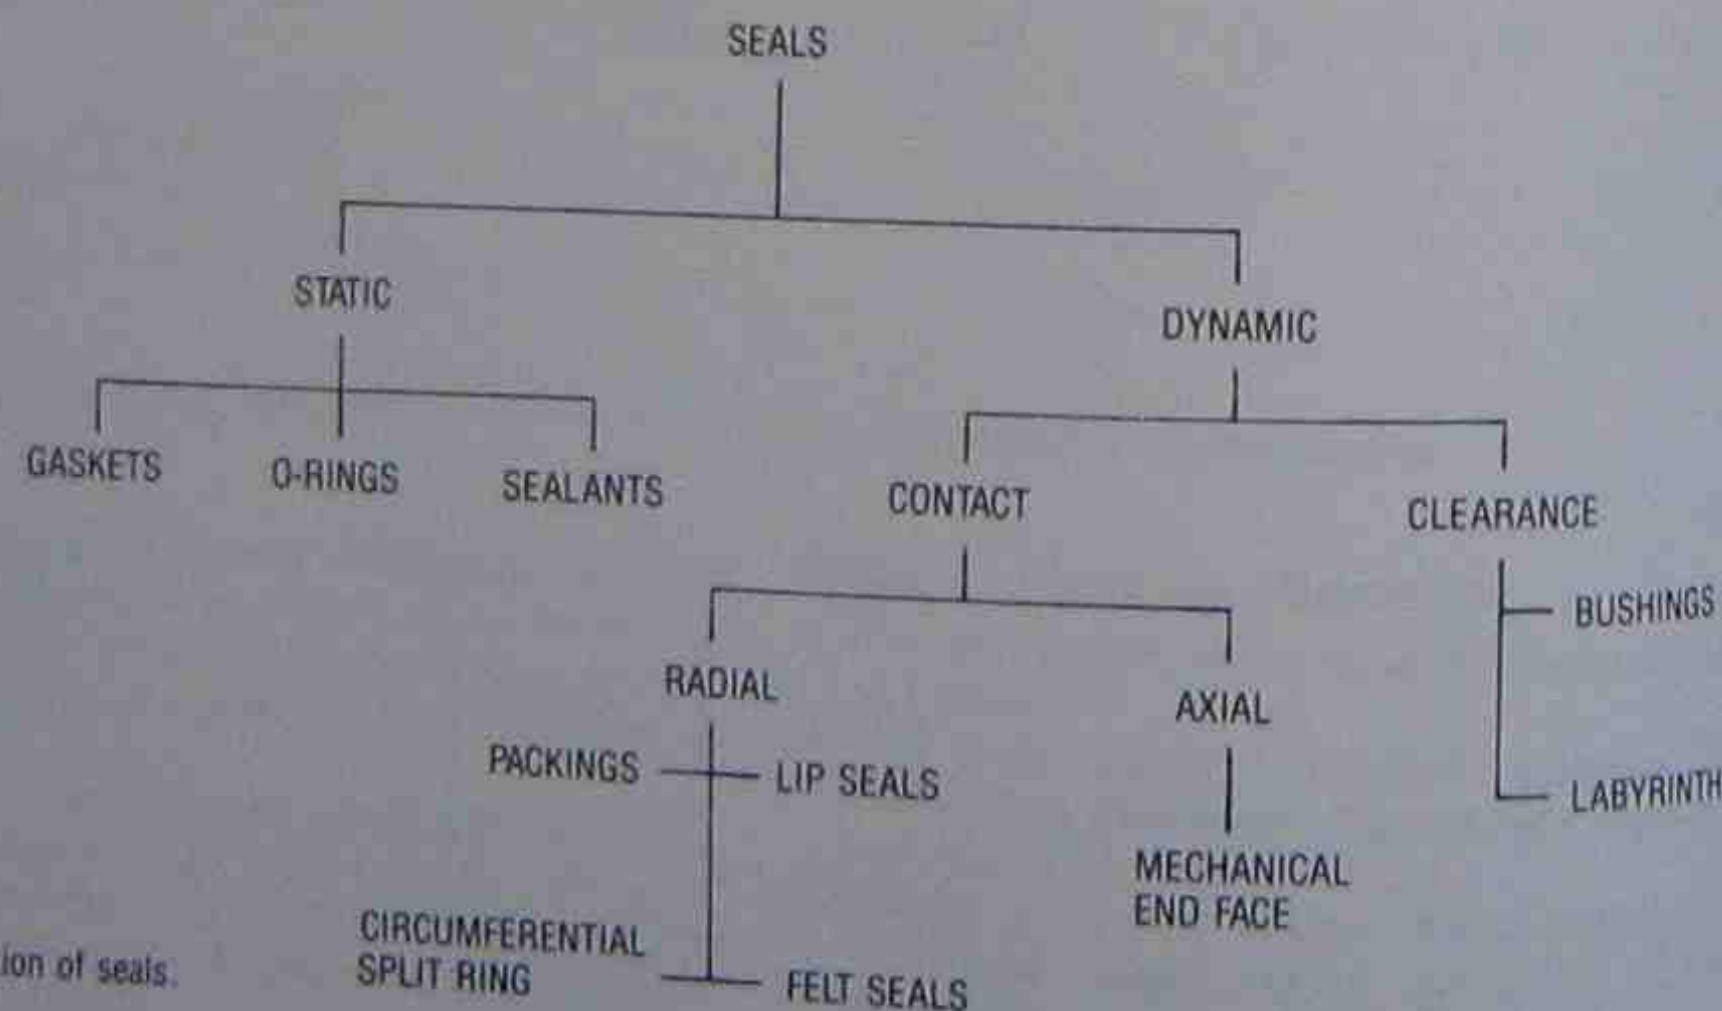 SEALS
STATIC
DYNAMIC
GASKETS
O-RINGS
SEALANTS
CONTACT
CLEARANCE
BUSHINGS
LABYRINTH
RADIAL
AXIAL
PACKINGS
LIP SEALS
MECHANICAL
END FACE
CIRCUMFERENTIAL
SPLIT RING
FELT SEALS
of seals.